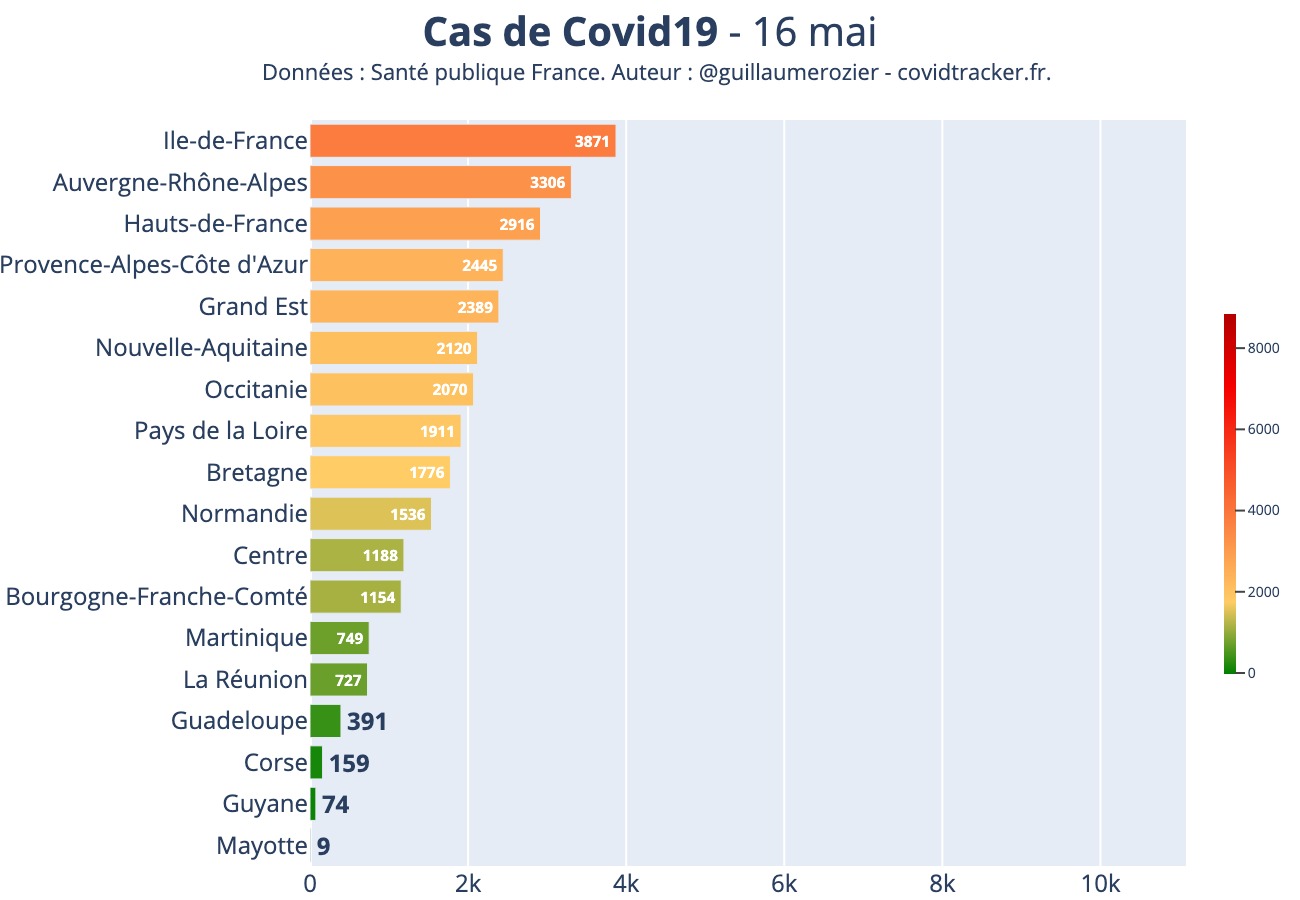 Cas de Covid19 - 16 mai
Données : Santé publique France. Auteur : @guillaumerozier - covidtracker.fr.
Ile-de-France 3871
Auvergne-Rhône-Alpes 3306
Hauts-de-France 2916
Provence-Alpes-Côte d'Azur 2445
Grand Est 2389
Nouvelle-Aquitaine 2120
Occitanie 2070
Pays de la Loire 1911
Bretagne 1776
Normandie 1536
Centre 1188
Bourgogne-Franche-Comté 1154
Martinique 749
La Réunion 727
Guadeloupe 391
Corse 159
Guyane 74
Mayotte 9
0 2k 4k 6k 8k 10k
8000
6000
4000
2000
0